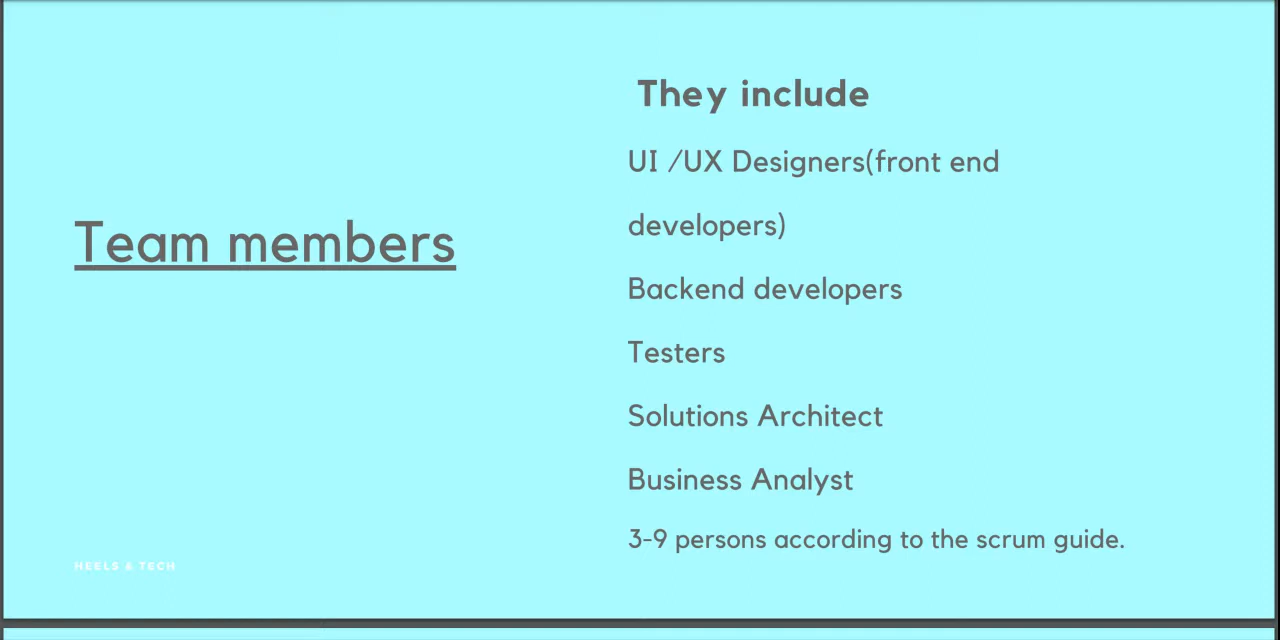 Team members
They include
UI /UX Designers(front end
developers)
Backend developers
Testers
Solutions Architect
Business Analyst
3-9 persons according to the scrum guide.
HEELS & TECH